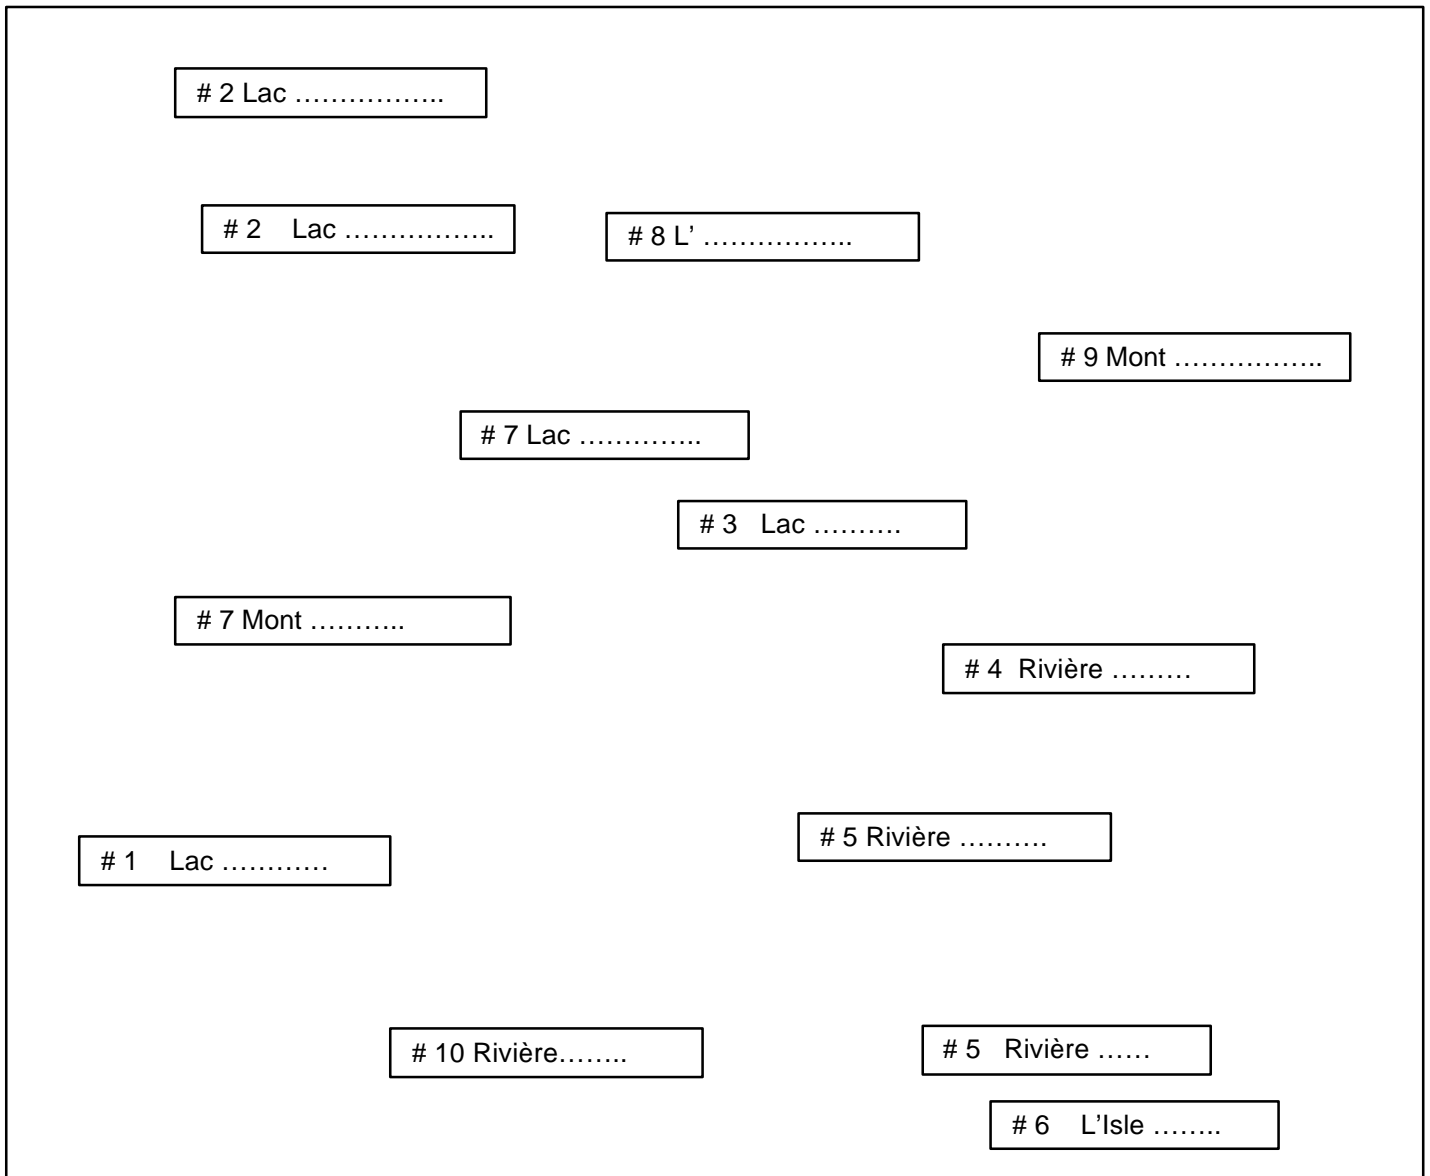 # 2 Lac ……………..
# 2 Lac ……………..
# 8 L' ……………..
# 9 Mont ……………..
# 7 Lac …………..
# 3 Lac ……….
# 7 Mont ………..
# 4 Rivière ………
# 5 Rivière ……….
# 1 Lac …………
# 10 Rivière……..
# 5 Rivière ……
# 6 L'Isle ……..